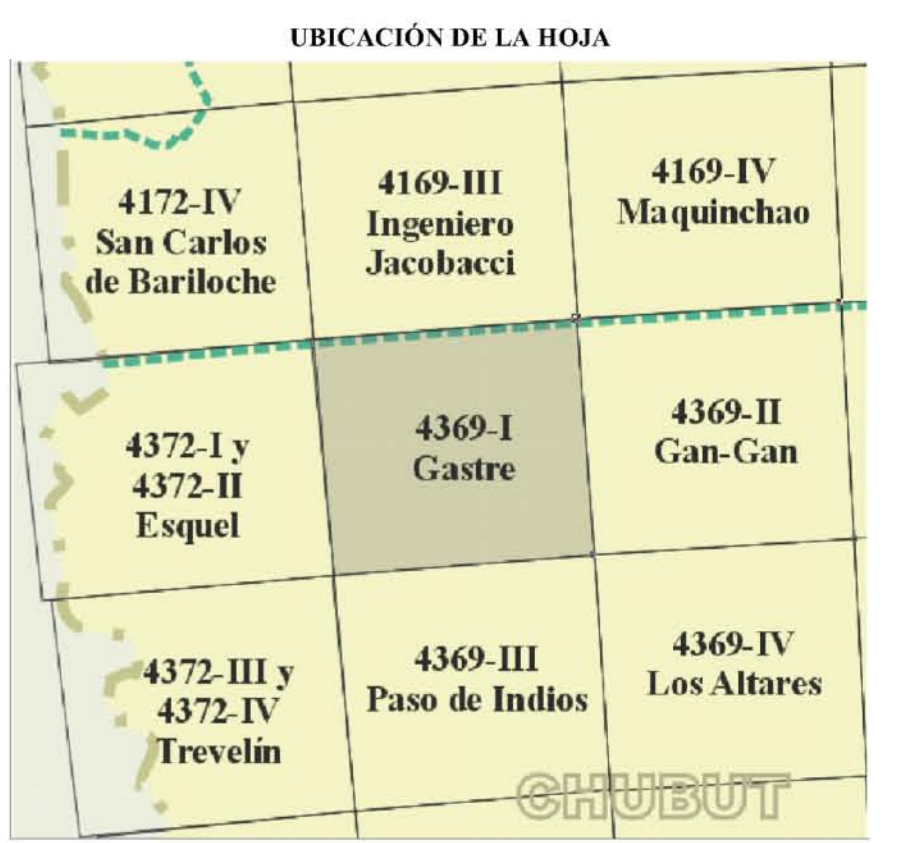 UBICACIÓN DE LA HOJA
4172-IV
San Carlos
de Bariloche
4169-III
Ingeniero
Jacobacci
4169-IV
Maquinchao
4372-I y
4372-II
Esquel
4369-I
Gastre
4369-II
Gan-Gan
4372-III y
4372-IV
Trevelín
4369-III
Paso de Indios
4369-IV
Los Altares
CHUBUT